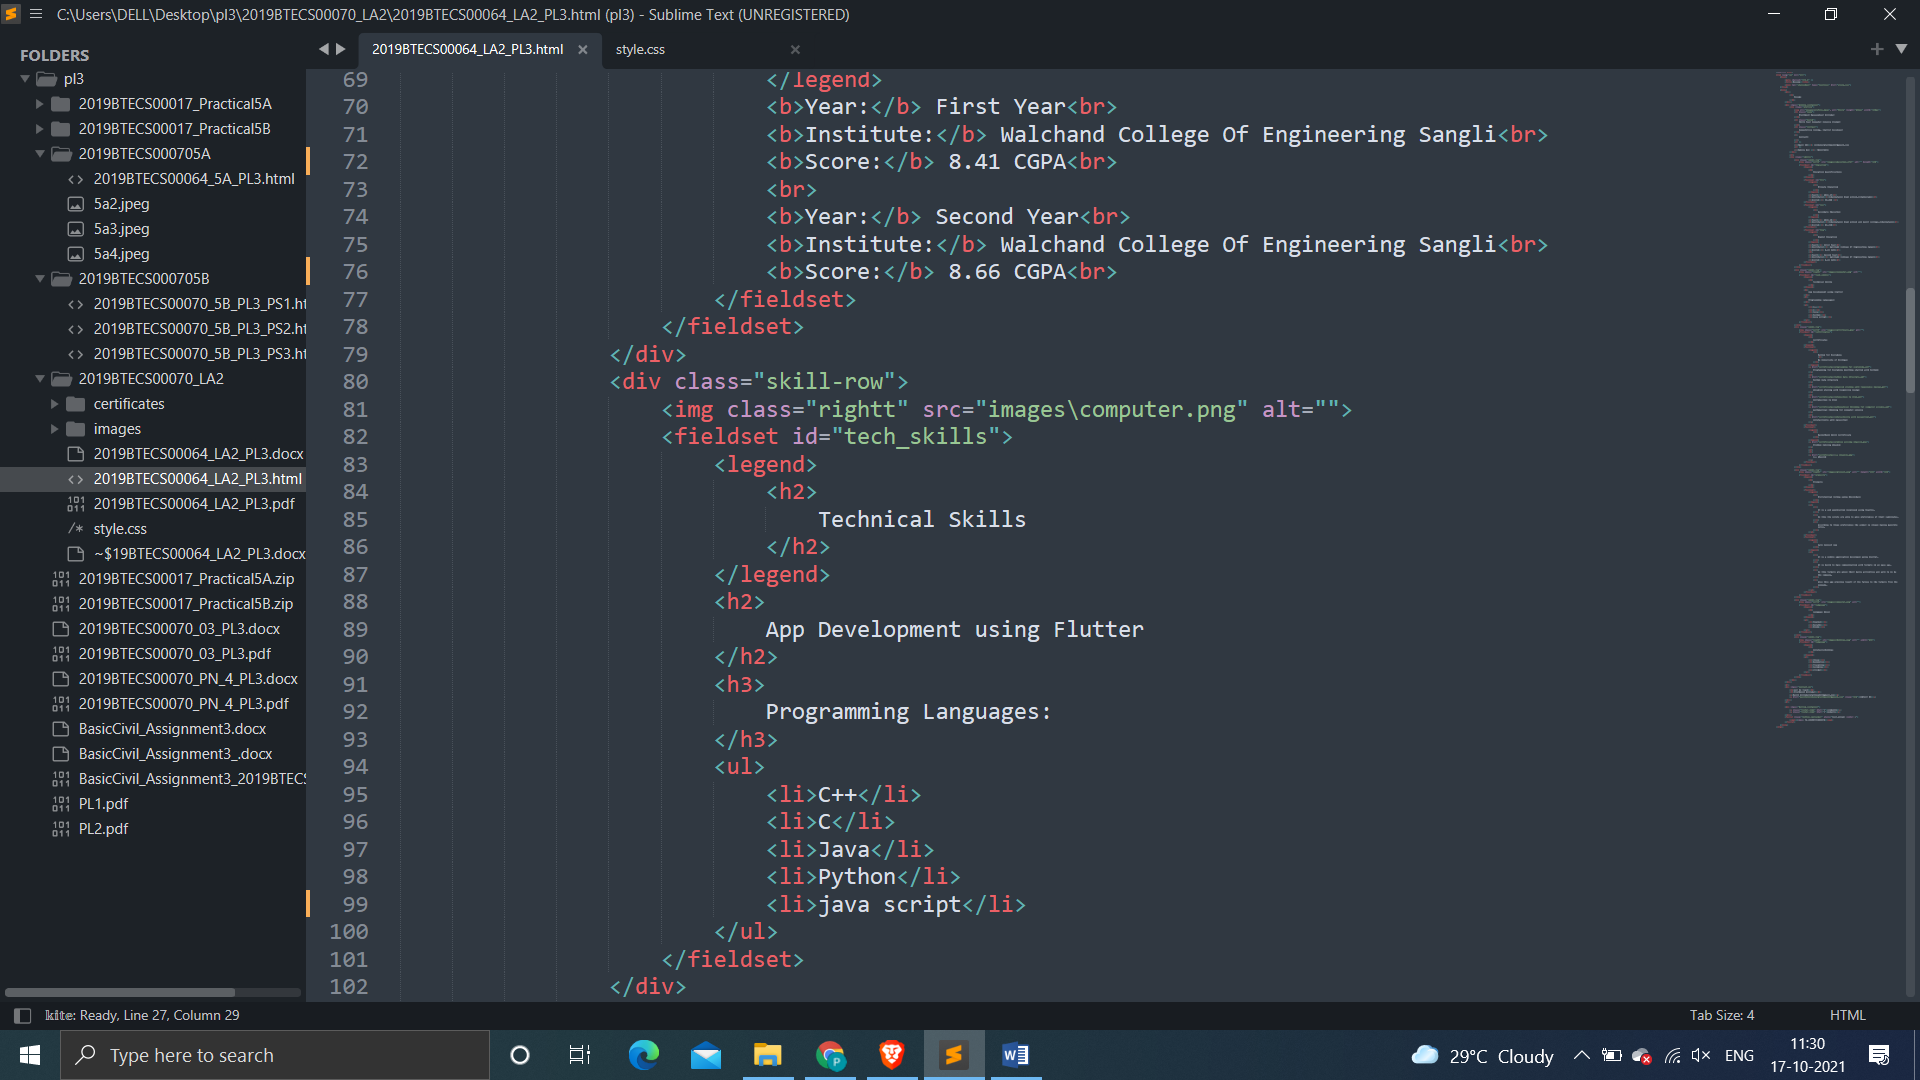 C:\Users\DELL\Desktop\pl3\2019BTECS00070_LA2\2019BTECS00064_LA2_PL3.html (pl3) - Sublime Text (UNREGISTERED)
FOLDERS
pl3
2019BTECS00017_Practical5A
2019BTECS00017_Practical5B
2019BTECS000705A
2019BTECS00064_5A_PL3.html
5a2.jpeg
5a3.jpeg
5a4.jpeg
2019BTECS000705B
2019BTECS00070_5B_PL3_PS1.ht
2019BTECS00070_5B_PL3_PS2.ht
2019BTECS00070_5B_PL3_PS3.ht
2019BTECS00070_LA2
certificates
images
2019BTECS00064_LA2_PL3.docx
2019BTECS00064_LA2_PL3.html
2019BTECS00064_LA2_PL3.pdf
style.css
~$19BTECS00064_LA2_PL3.docx
2019BTECS00017_Practical5A.zip
2019BTECS00017_Practical5B.zip
2019BTECS00070_03_PL3.docx
2019BTECS00070_03_PL3.pdf
2019BTECS00070_PN_4_PL3.docx
2019BTECS00070_PN_4_PL3.pdf
BasicCivil_Assignment3.docx
BasicCivil_Assignment3_.docx
BasicCivil_Assignment3_2019BTECS
PL1.pdf
PL2.pdf
2019BTECS00064_LA2_PL3.html
style.css
69 </legend>
70 <b>Year:</b> First Year<br>
71 <b>Institute:</b> Walchand College Of Engineering Sangli<br>
72 <b>Score:</b> 8.41 CGPA<br>
73 <br>
74 <b>Year:</b> Second Year<br>
75 <b>Institute:</b> Walchand College Of Engineering Sangli<br>
76 <b>Score:</b> 8.66 CGPA<br>
77 </fieldset>
78 </fieldset>
79 </div>
80 <div class="skill-row">
81 <img class="rightt" src="images\computer.png" alt="">
82 <fieldset id="tech_skills">
83 <legend>
84 <h2>
85 Technical Skills
86 </h2>
87 </legend>
88 <h2>
89 App Development using Flutter
90 </h2>
91 <h3>
92 Programming Languages:
93 </h3>
94 <ul>
95 <li>C++</li>
96 <li>C</li>
97 <li>Java</li>
98 <li>Python</li>
99 <li>java script</li>
100 </ul>
101 </fieldset>
102 </div>
kite: Ready, Line 27, Column 29
Tab Size: 4
HTML
Type here to search
29°C Cloudy
ENG
11:30
17-10-2021